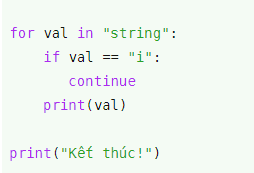 for val in "string":
    if val == "i":
       continue
    print(val)

print("Kết thúc!")